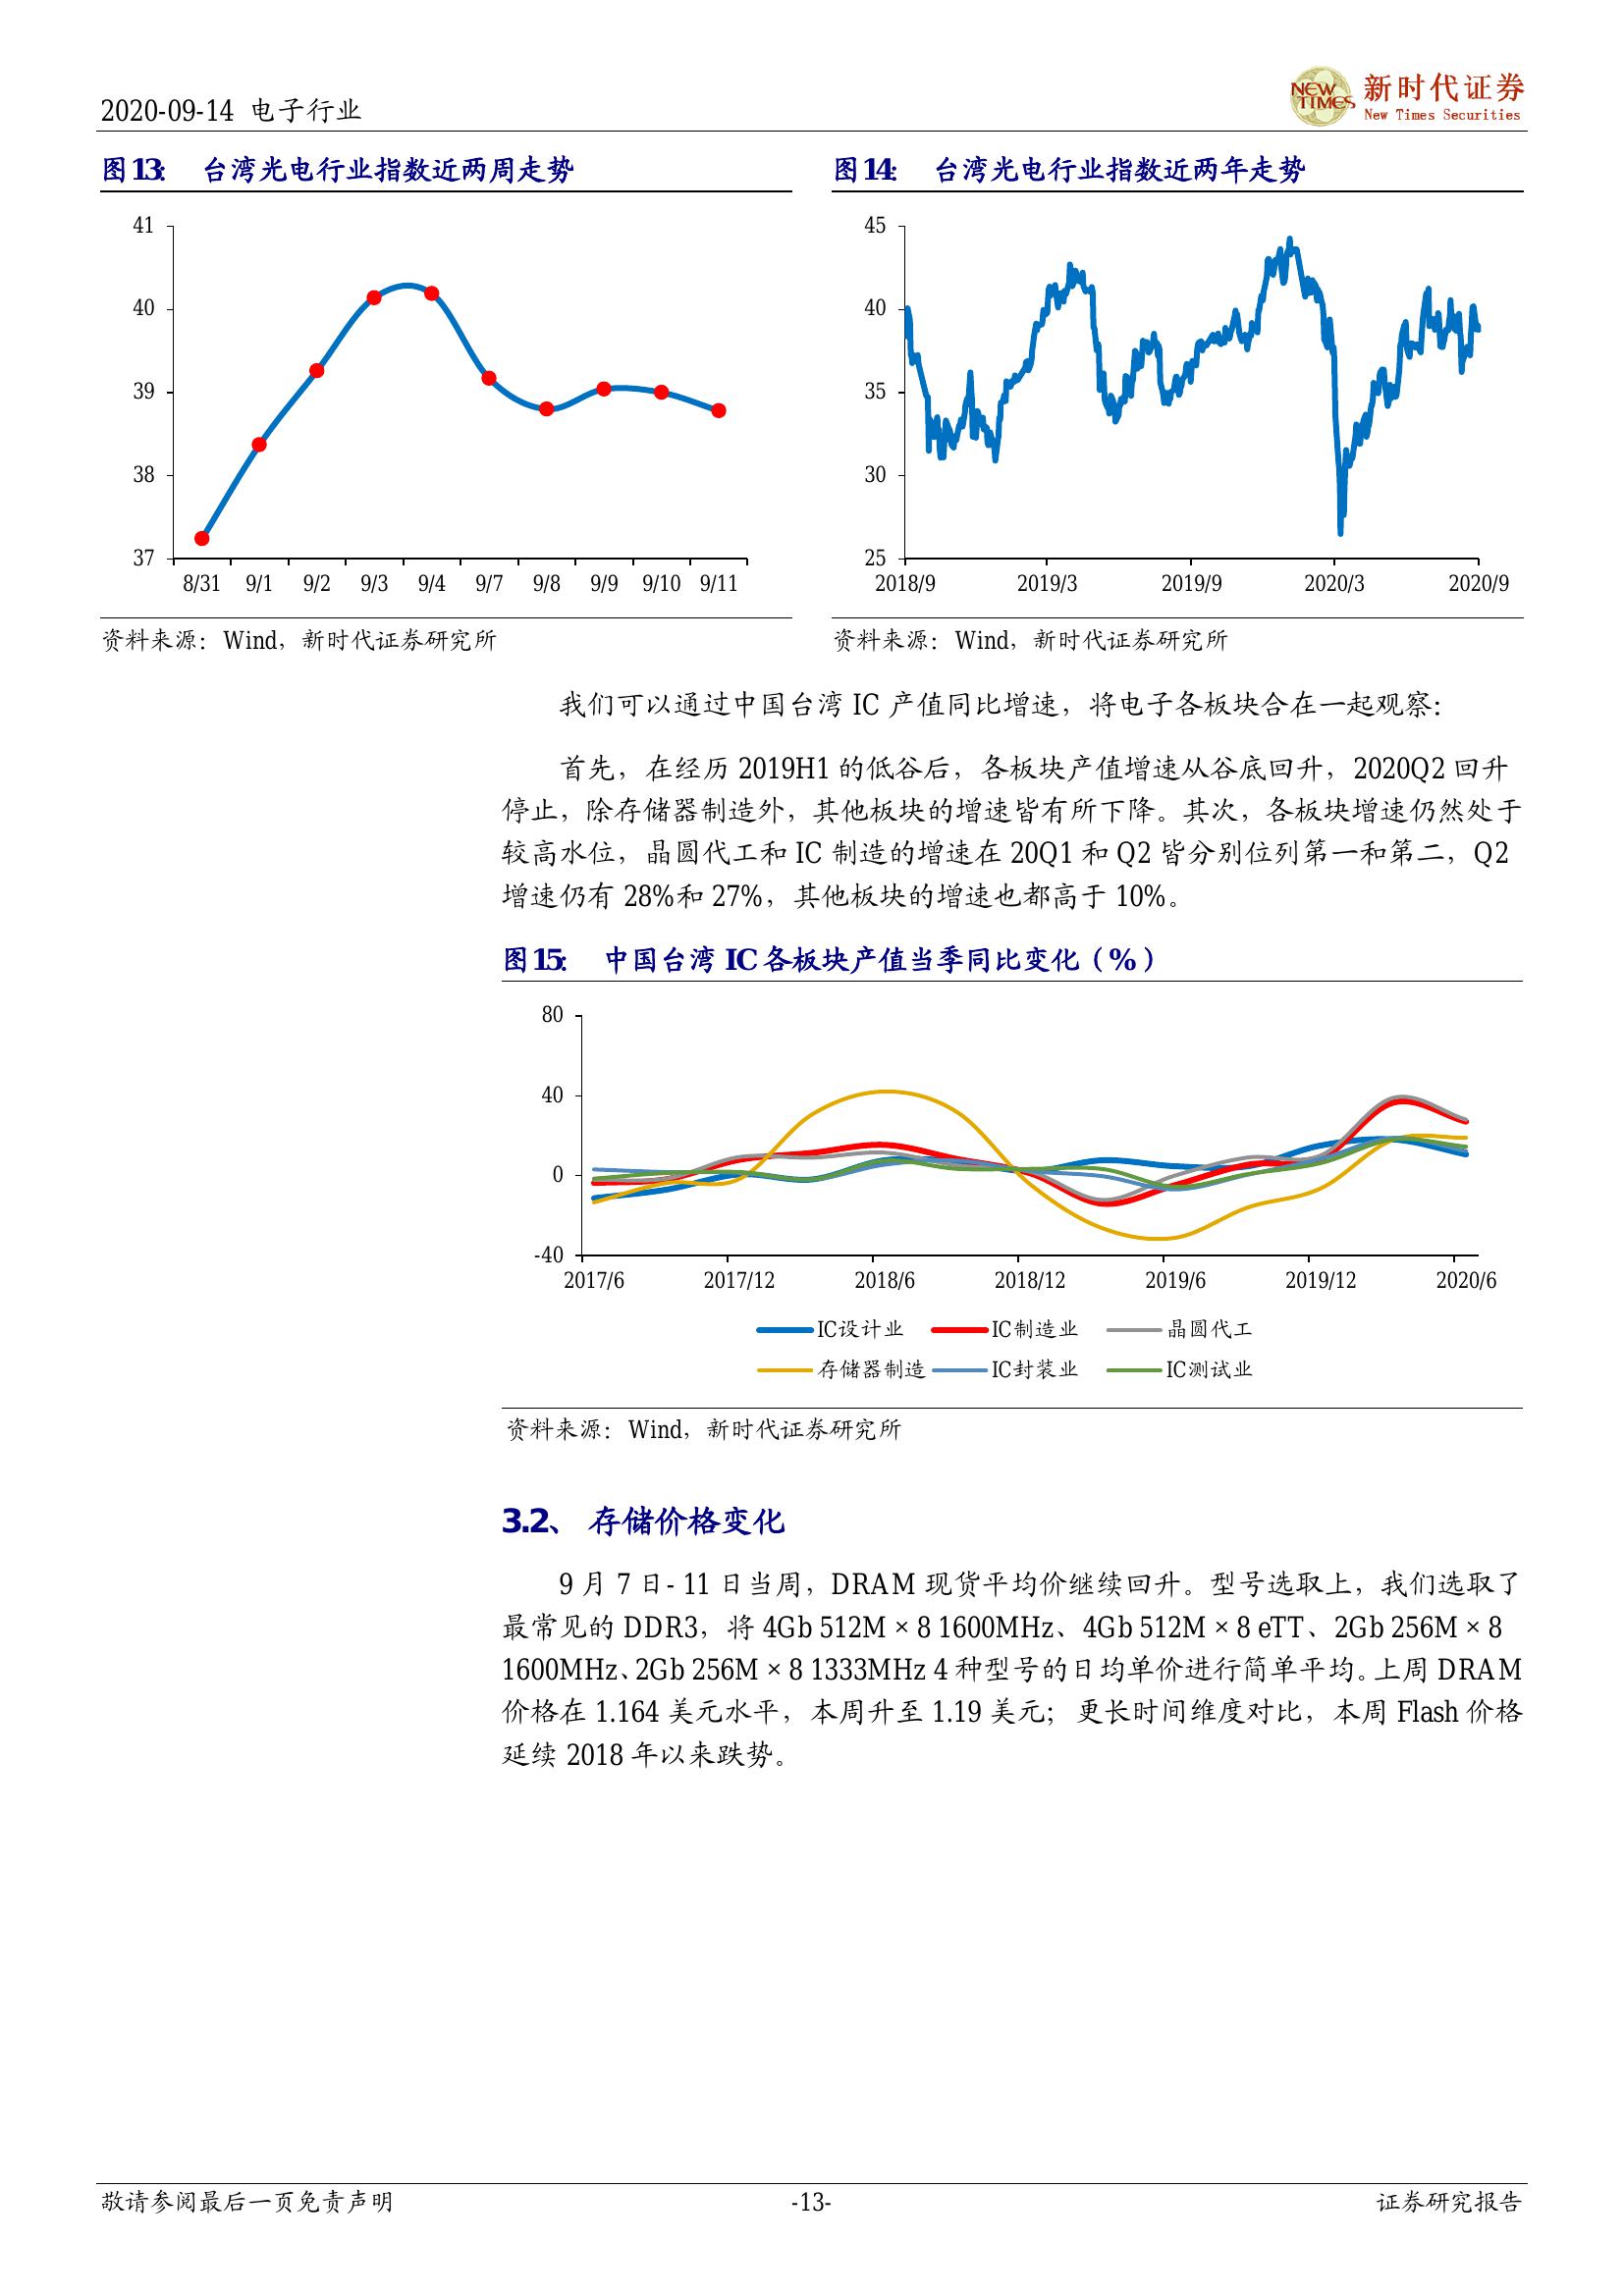 2020-09-14 电子行业
NEW TIMES 新时代证券
New Times Securities
图13： 台湾光电行业指数近两周走势
41
40
39
38
37
8/31 9/1 9/2 9/3 9/4 9/7 9/8 9/9 9/10 9/11
资料来源：Wind，新时代证券研究所
图14： 台湾光电行业指数近两年走势
45
40
35
30
25
2018/9 2019/3 2019/9 2020/3 2020/9
资料来源：Wind，新时代证券研究所
我们可以通过中国台湾 IC 产值同比增速，将电子各板块合在一起观察：
首先，在经历 2019H1 的低谷后，各板块产值增速从谷底回升，2020Q2 回升
停止，除存储器制造外，其他板块的增速皆有所下降。其次，各板块增速仍然处于
较高水位，晶圆代工和 IC 制造的增速在 20Q1 和 Q2 皆分别位列第一和第二，Q2
增速仍有 28%和 27%，其他板块的增速也都高于 10%。
图15： 中国台湾 IC 各板块产值当季同比变化（%）
80
40
0
-40
2017/6 2017/12 2018/6 2018/12 2019/6 2019/12 2020/6
IC设计业 IC制造业 晶圆代工
存储器制造 IC封装业 IC测试业
资料来源：Wind，新时代证券研究所
3.2、 存储价格变化
9 月 7 日- 11 日当周，DRAM 现货平均价继续回升。型号选取上，我们选取了
最常见的 DDR3，将 4Gb 512M × 8 1600MHz、4Gb 512M × 8 eTT、2Gb 256M × 8
1600MHz、2Gb 256M × 8 1333MHz 4 种型号的日均单价进行简单平均。上周 DRAM
价格在 1.164 美元水平，本周升至 1.19 美元；更长时间维度对比，本周 Flash 价格
延续 2018 年以来跌势。
敬请参阅最后一页免责声明 -13- 证券研究报告